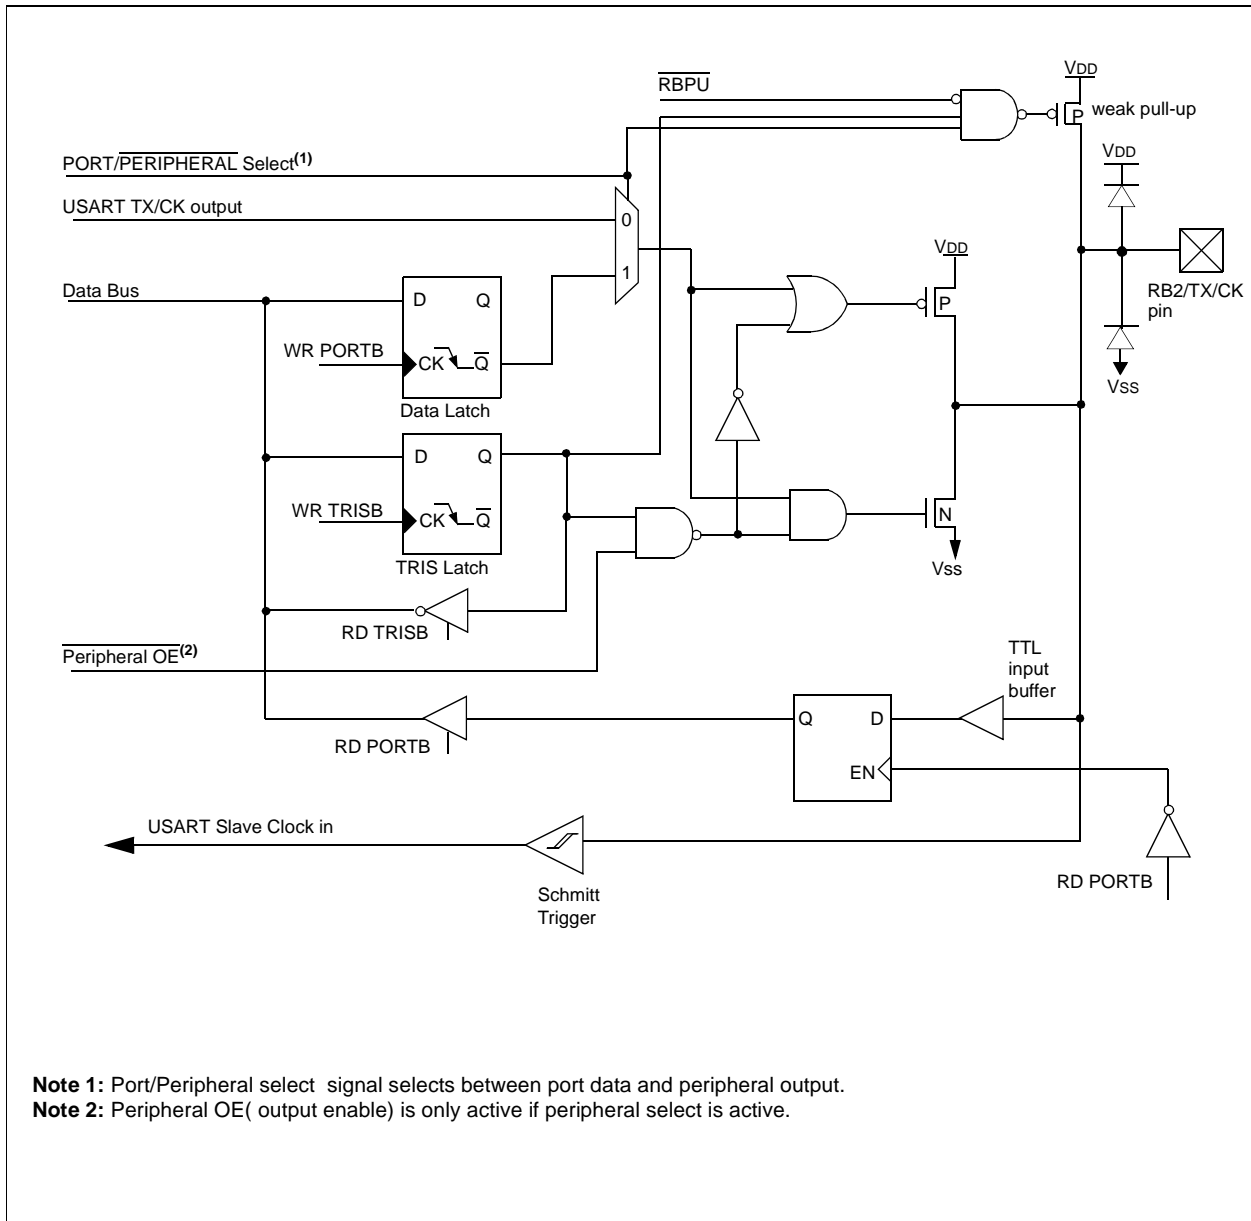 VDD
RBPU
P
weak pull-up
PORT/PERIPHERAL Select(1)
VDD
USART TX/CK output
0
1
VDD
Data Bus
D
Q
P
RB2/TX/CK
pin
WR PORTB
CK
Q
Data Latch
VSS
D
Q
WR TRISB
CK
Q
TRIS Latch
N
Vss
RD TRISB
Peripheral OE(2)
TTL
input
buffer
Q
D
RD PORTB
EN
USART Slave Clock in
Schmitt
Trigger
RD PORTB
Note 1: Port/Peripheral select signal selects between port data and peripheral output.
Note 2: Peripheral OE( output enable) is only active if peripheral select is active.